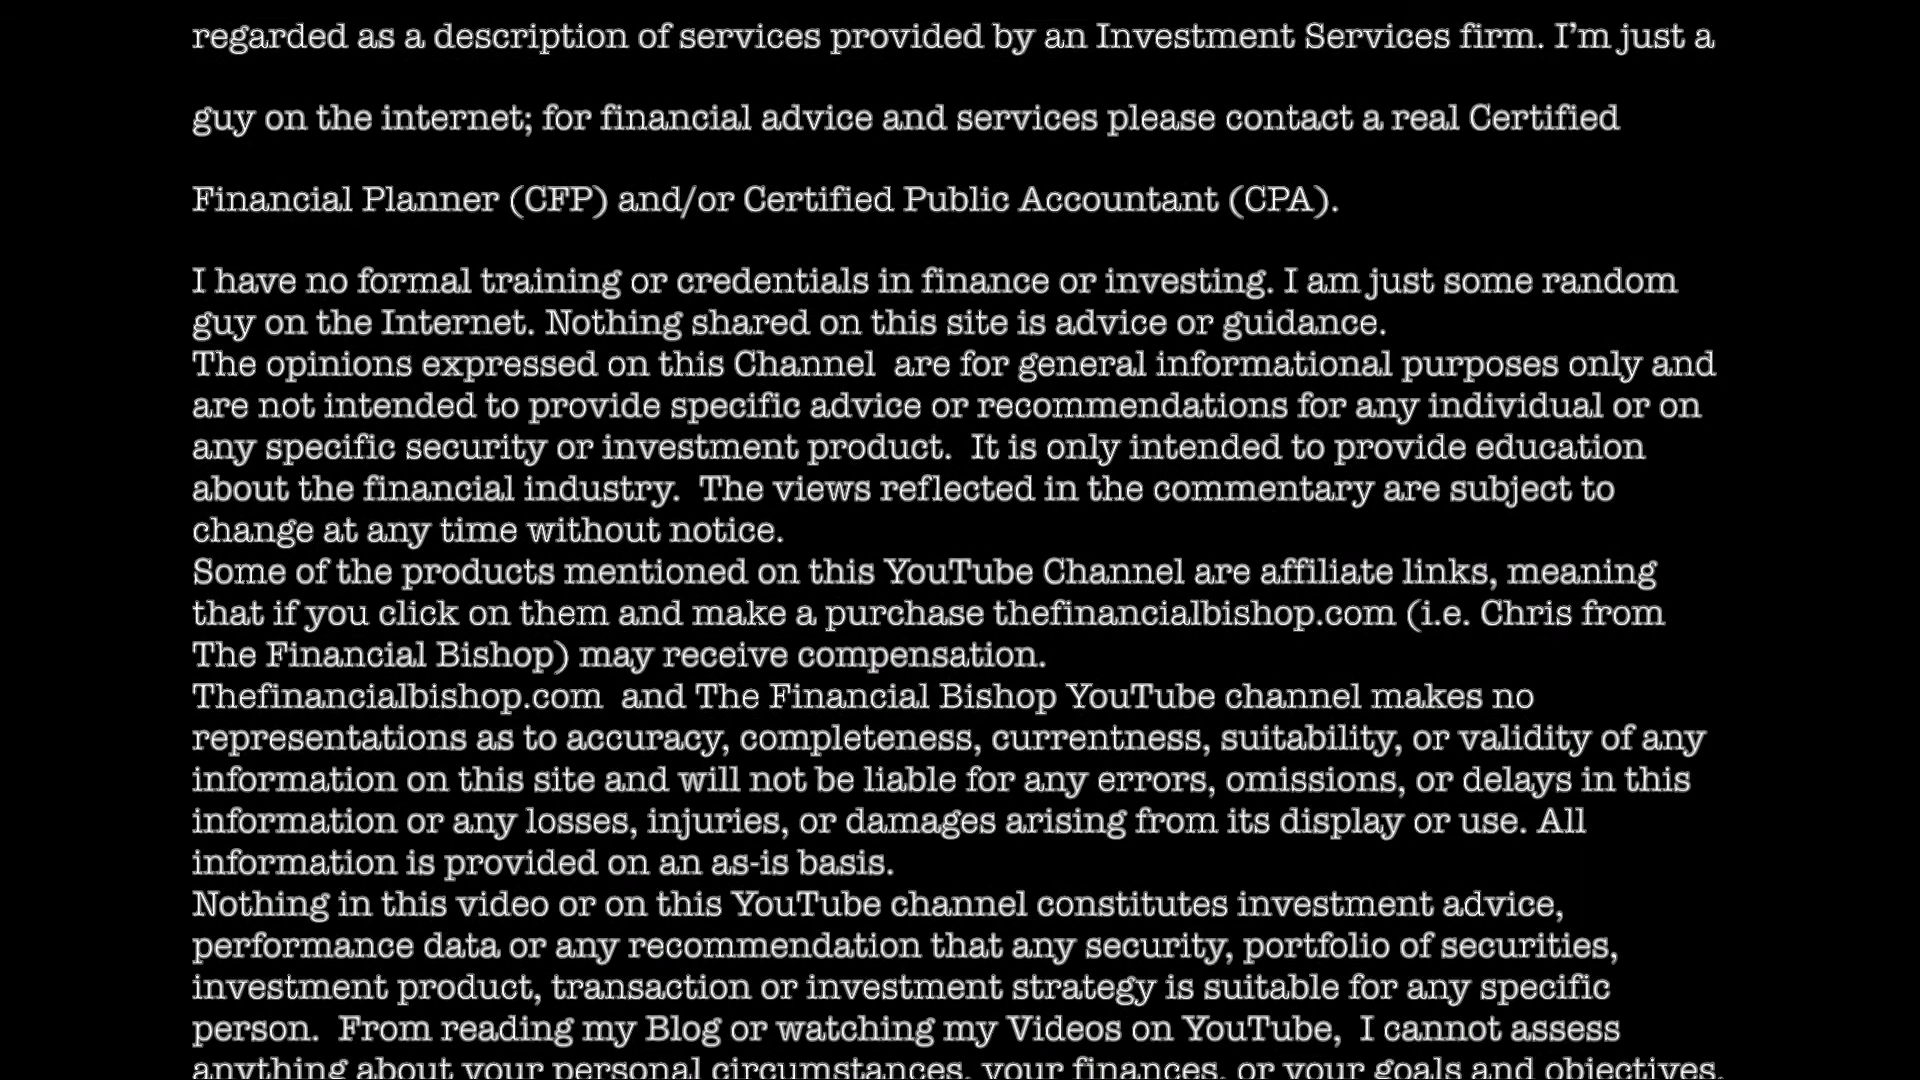 regarded as a description of services provided by an Investment Services firm. I’m just a
guy on the internet; for financial advice and services please contact a real Certified
Financial Planner (CFP) and/or Certified Public Accountant (CPA).
I have no formal training or credentials in finance or investing. I am just some random
guy on the Internet. Nothing shared on this site is advice or guidance.
The opinions expressed on this Channel  are for general informational purposes only and
are not intended to provide specific advice or recommendations for any individual or on
any specific security or investment product.  It is only intended to provide education
about the financial industry.  The views reflected in the commentary are subject to
change at any time without notice.
Some of the products mentioned on this YouTube Channel are affiliate links, meaning
that if you click on them and make a purchase thefinancialbishop.com (i.e. Chris from
The Financial Bishop) may receive compensation.
Thefinancialbishop.com  and The Financial Bishop YouTube channel makes no
representations as to accuracy, completeness, currentness, suitability, or validity of any
information on this site and will not be liable for any errors, omissions, or delays in this
information or any losses, injuries, or damages arising from its display or use. All
information is provided on an as-is basis.
Nothing in this video or on this YouTube channel constitutes investment advice,
performance data or any recommendation that any security, portfolio of securities,
investment product, transaction or investment strategy is suitable for any specific
person.  From reading my Blog or watching my Videos on YouTube,  I cannot assess
anything about your personal circumstances, your finances, or your goals and objectives,